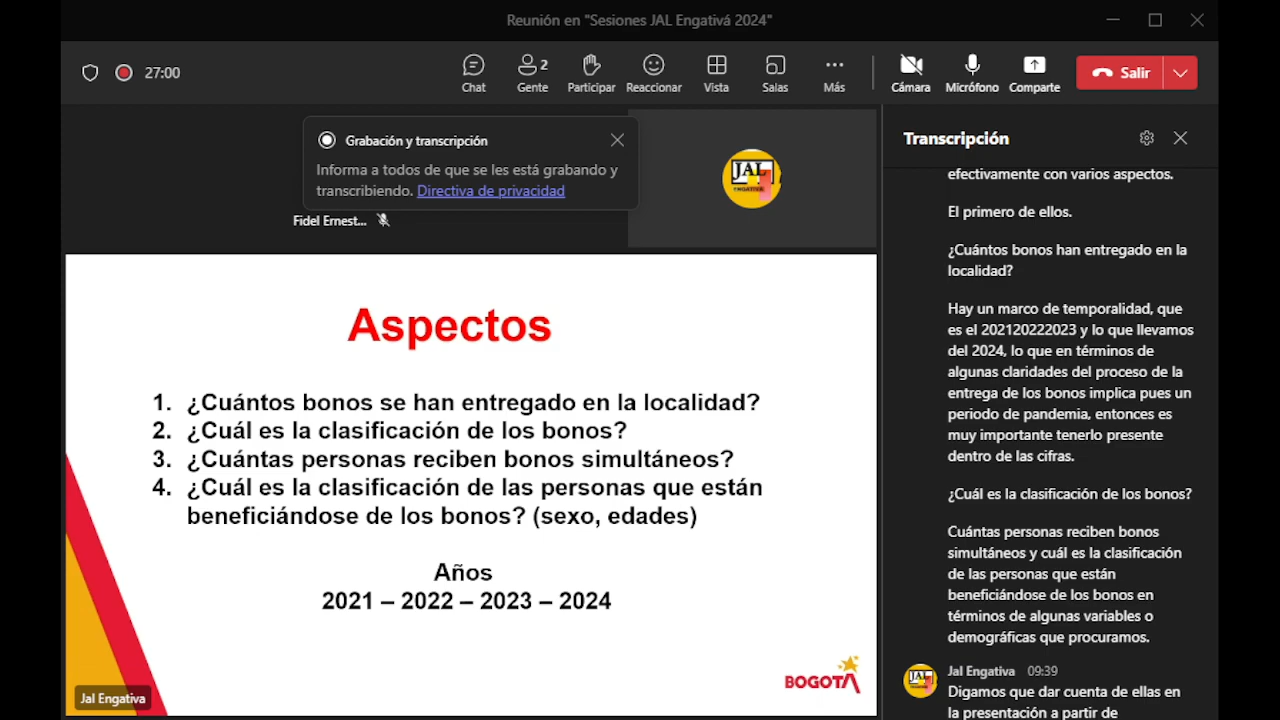 Reunión en "Sesiones JAL Engativá 2024"
27:00
Chat
2
Gente
Participar
Reaccionar
Vista
Salas
Más
Cámara
Micrófono
Comparte
Salir
Grabación y transcripción
Informa a todos de que se les está grabando y
transcribiendo. Directiva de privacidad
Fidel Ernest...
JAL
ENGATIVÁ
Aspectos
1. ¿Cuántos bonos se han entregado en la localidad?
2. ¿Cuál es la clasificación de los bonos?
3. ¿Cuántas personas reciben bonos simultáneos?
4. ¿Cuál es la clasificación de las personas que están
beneficiándose de los bonos? (sexo, edades)
Años
2021 – 2022 – 2023 – 2024
BOGOTÁ
Jal Engativa
Transcripción
efectivamente con varios aspectos.
El primero de ellos.
¿Cuántos bonos han entregado en la
localidad?
Hay un marco de temporalidad, que
es el 202120222023 y lo que llevamos
del 2024, lo que en términos de
algunas claridades del proceso de la
entrega de los bonos implica pues un
periodo de pandemia, entonces es
muy importante tenerlo presente
dentro de las cifras.
¿Cuál es la clasificación de los bonos?
Cuántas personas reciben bonos
simultáneos y cuál es la clasificación
de las personas que están
beneficiándose de los bonos en
términos de algunas variables o
demográficas que procuramos.
JAL
Jal Engativa 09:39
Digamos que dar cuenta de ellas en
la presentación a partir de